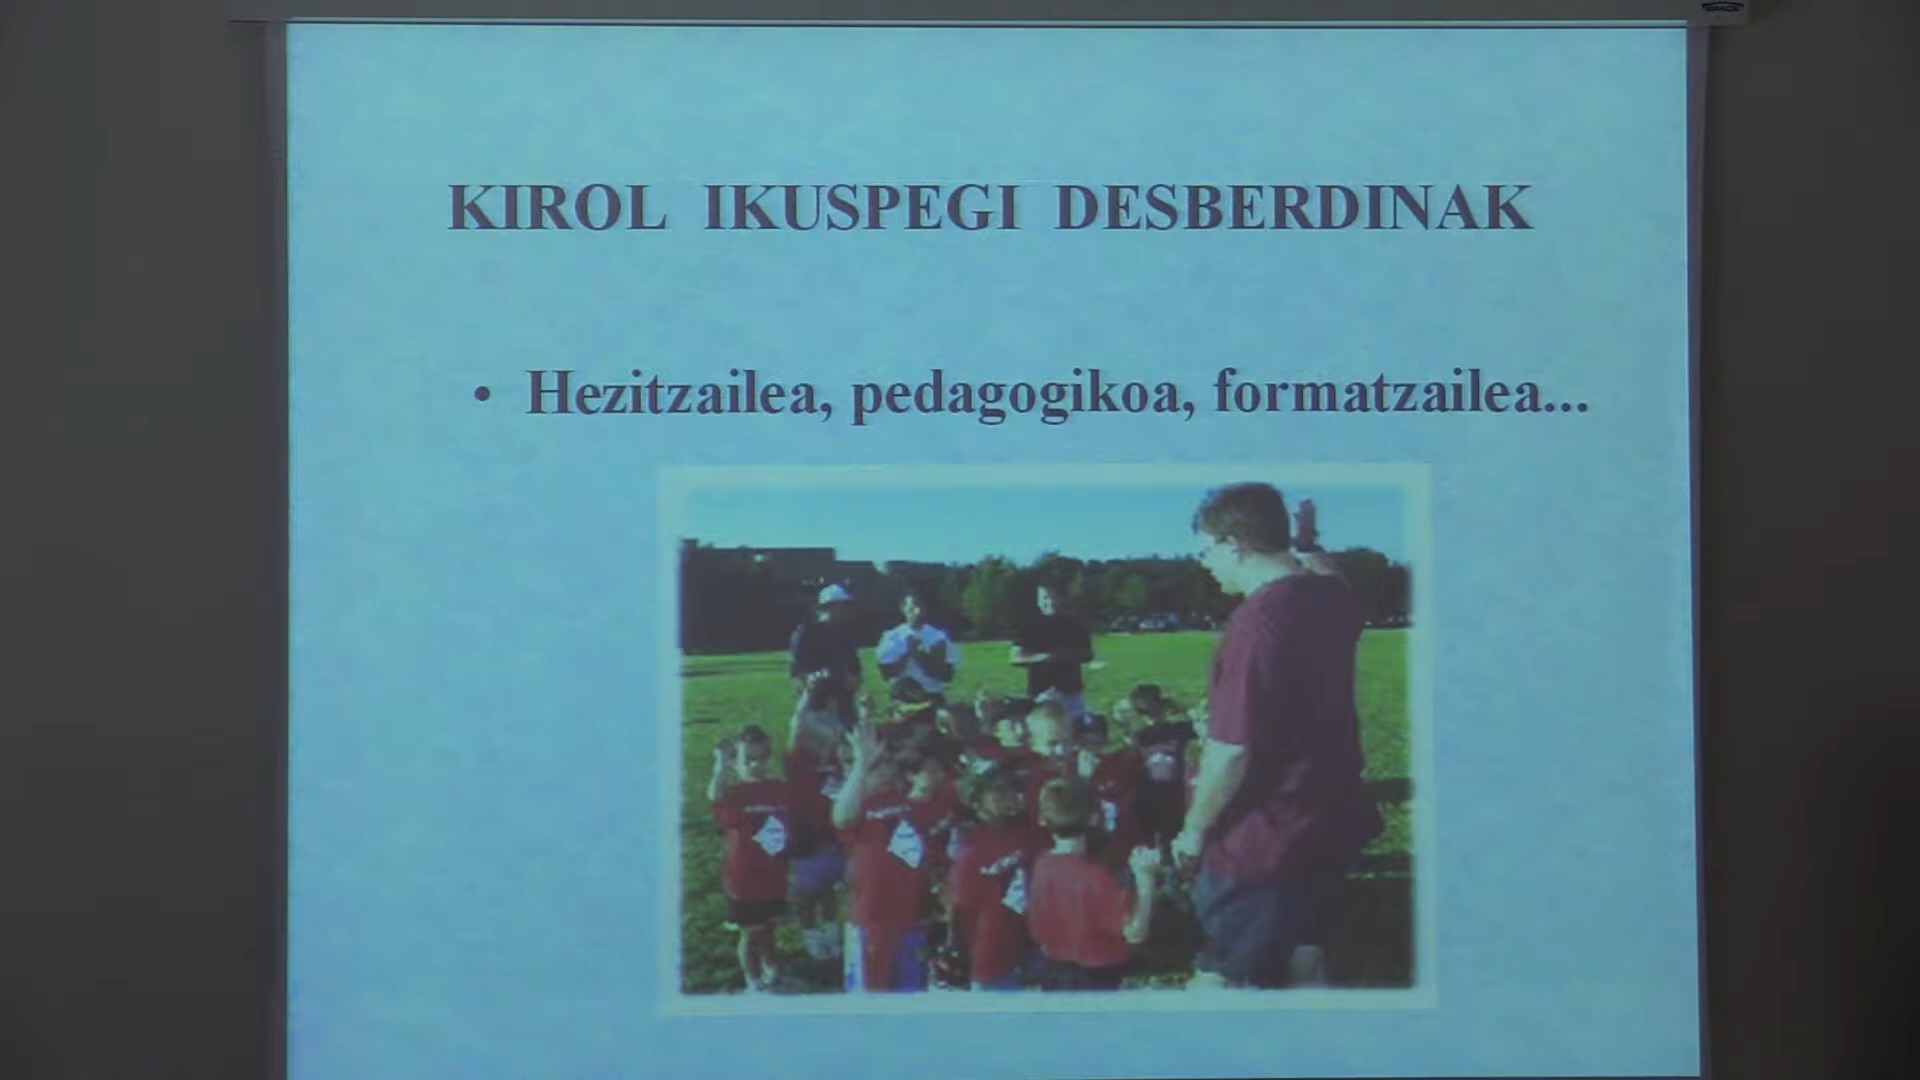 KIROL IKUSPEGI DESBERDINAK
• Hezitzailea, pedagogikoa, formatzailea...